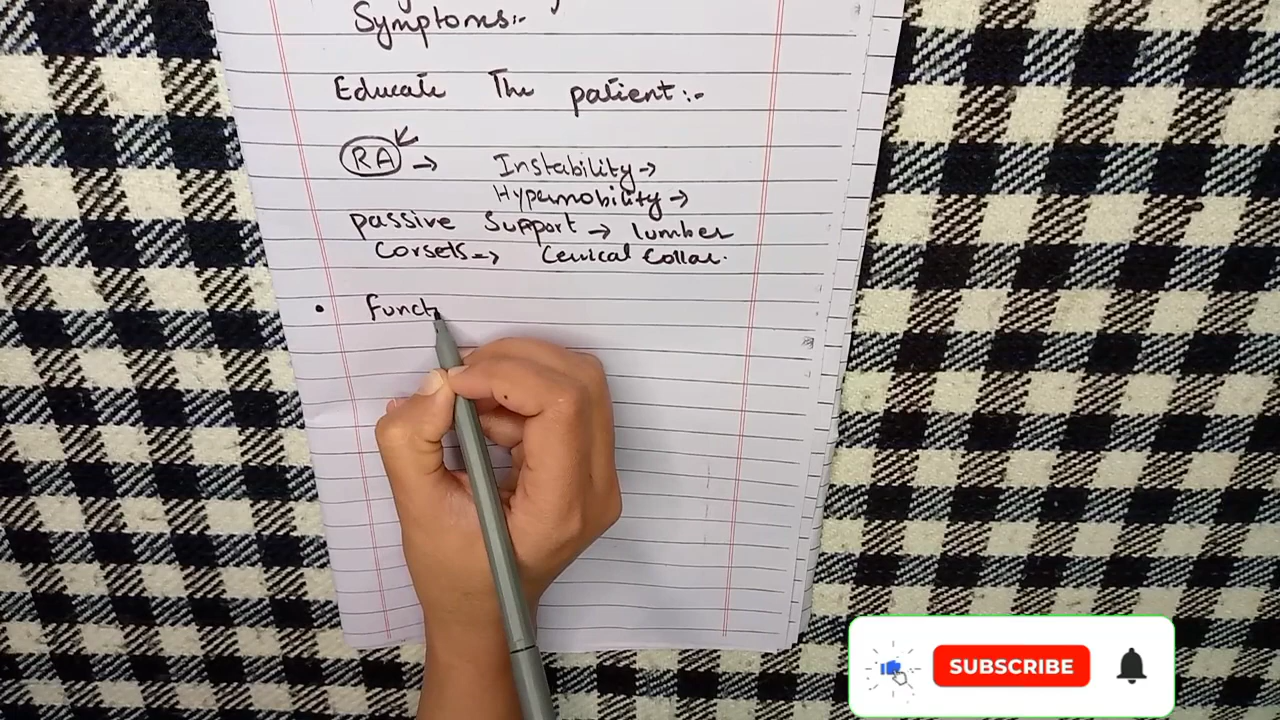 Symptoms:-
Educate The patient:-
RA → Instability →
Hypermobility →
passive Support → lumber
Corsets → Cervical Collar.
• funct
SUBSCRIBE